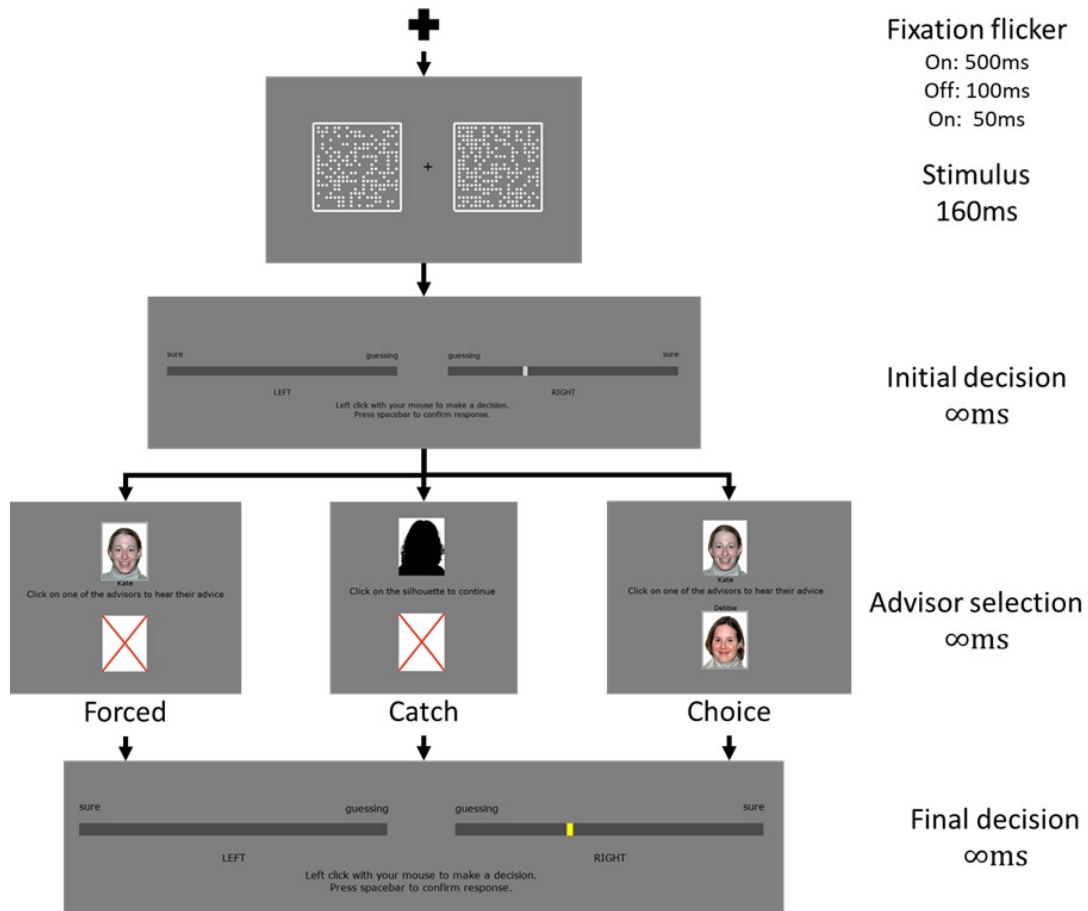 Fixation flicker
On: 500ms
Off: 100ms
On: 50ms
+
Stimulus
160ms
sure guessing guessing sure
LEFT RIGHT
Left click with your mouse to make a decision.
Press spacebar to confirm response.
Initial decision
∞ms
Kate
Click on one of the advisors to hear their advice
Click on the silhouette to continue
Kate
Click on one of the advisors to hear their advice
Debbie
Advisor selection
∞ms
Forced Catch Choice
sure guessing guessing sure
LEFT RIGHT
Left click with your mouse to make a decision.
Press spacebar to confirm response.
Final decision
∞ms